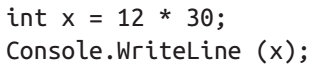 int x = 12 * 30;
Console.WriteLine (x);